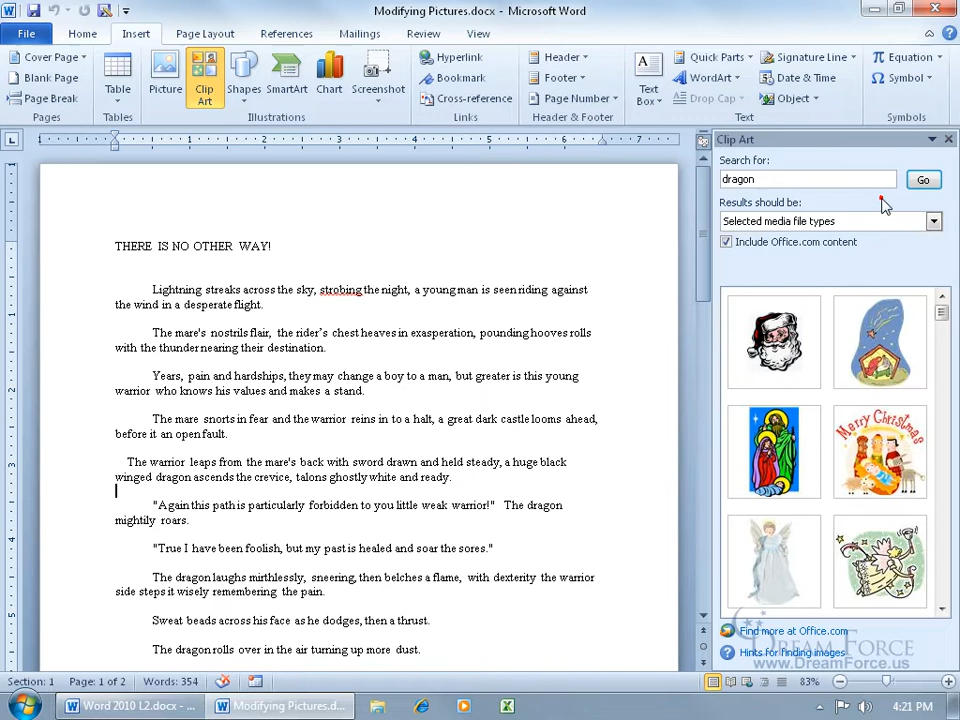 Modifying Pictures.docx - Microsoft Word
File Home Insert Page Layout References Mailings Review View
Cover Page
Blank Page
Page Break
Pages
Table
Tables
Picture Clip Art Shapes SmartArt Chart Screenshot
Illustrations
Hyperlink
Bookmark
Cross-reference
Links
Header
Footer
Page Number
Header & Footer
Text Box
Quick Parts
WordArt
Drop Cap
Signature Line
Date & Time
Object
Text
Equation
Symbol
Symbols
1 1 2 3 4 5 6 7
Clip Art
Search for:
dragon Go
Results should be:
Selected media file types
Include Office.com content
Merry Christmas
Find more at Office.com
Hints for finding images
THERE IS NO OTHER WAY!
Lightning streaks across the sky, strobing the night, a young man is seen riding against
the wind in a desperate flight.
The mare's nostrils flair, the rider's chest heaves in exasperation, pounding hooves rolls
with the thunder nearing their destination.
Years, pain and hardships, they may change a boy to a man, but greater is this young
warrior who knows his values and makes a stand.
The mare snorts in fear and the warrior reins in to a halt, a great dark castle looms ahead,
before it an open fault.
The warrior leaps from the mare's back with sword drawn and held steady, a huge black
winged dragon ascends the crevice, talons ghostly white and ready.
"Again this path is particularly forbidden to you little weak warrior!" The dragon
mightily roars.
"True I have been foolish, but my past is healed and soar the sores."
The dragon laughs mirthlessly, sneering, then belches a flame, with dexterity the warrior
side steps it wisely remembering the pain.
Sweat beads across his face as he dodges, then a thrust.
The dragon rolls over in the air turning up more dust.
DREAM FORCE
www.DreamForce.us
Section: 1 Page: 1 of 2 Words: 354 83%
Word 2010 L2.docx - ... Modifying Pictures.d... 4:21 PM